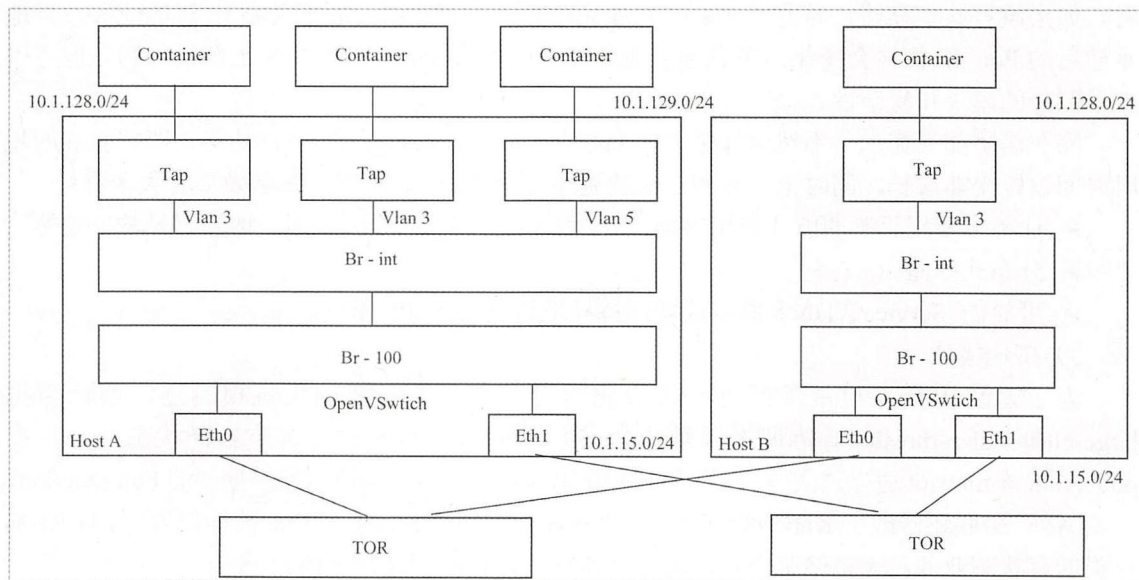 Container
Container
Container
Container
10.1.128.0/24
10.1.129.0/24
10.1.128.0/24
Tap
Tap
Tap
Tap
Vlan 3
Vlan 3
Vlan 5
Vlan 3
Br - int
Br - int
Br - 100
Br - 100
OpenVSwtich
OpenVSwtich
Host A
Eth0
Eth1
10.1.15.0/24
Host B
Eth0
Eth1
10.1.15.0/24
TOR
TOR